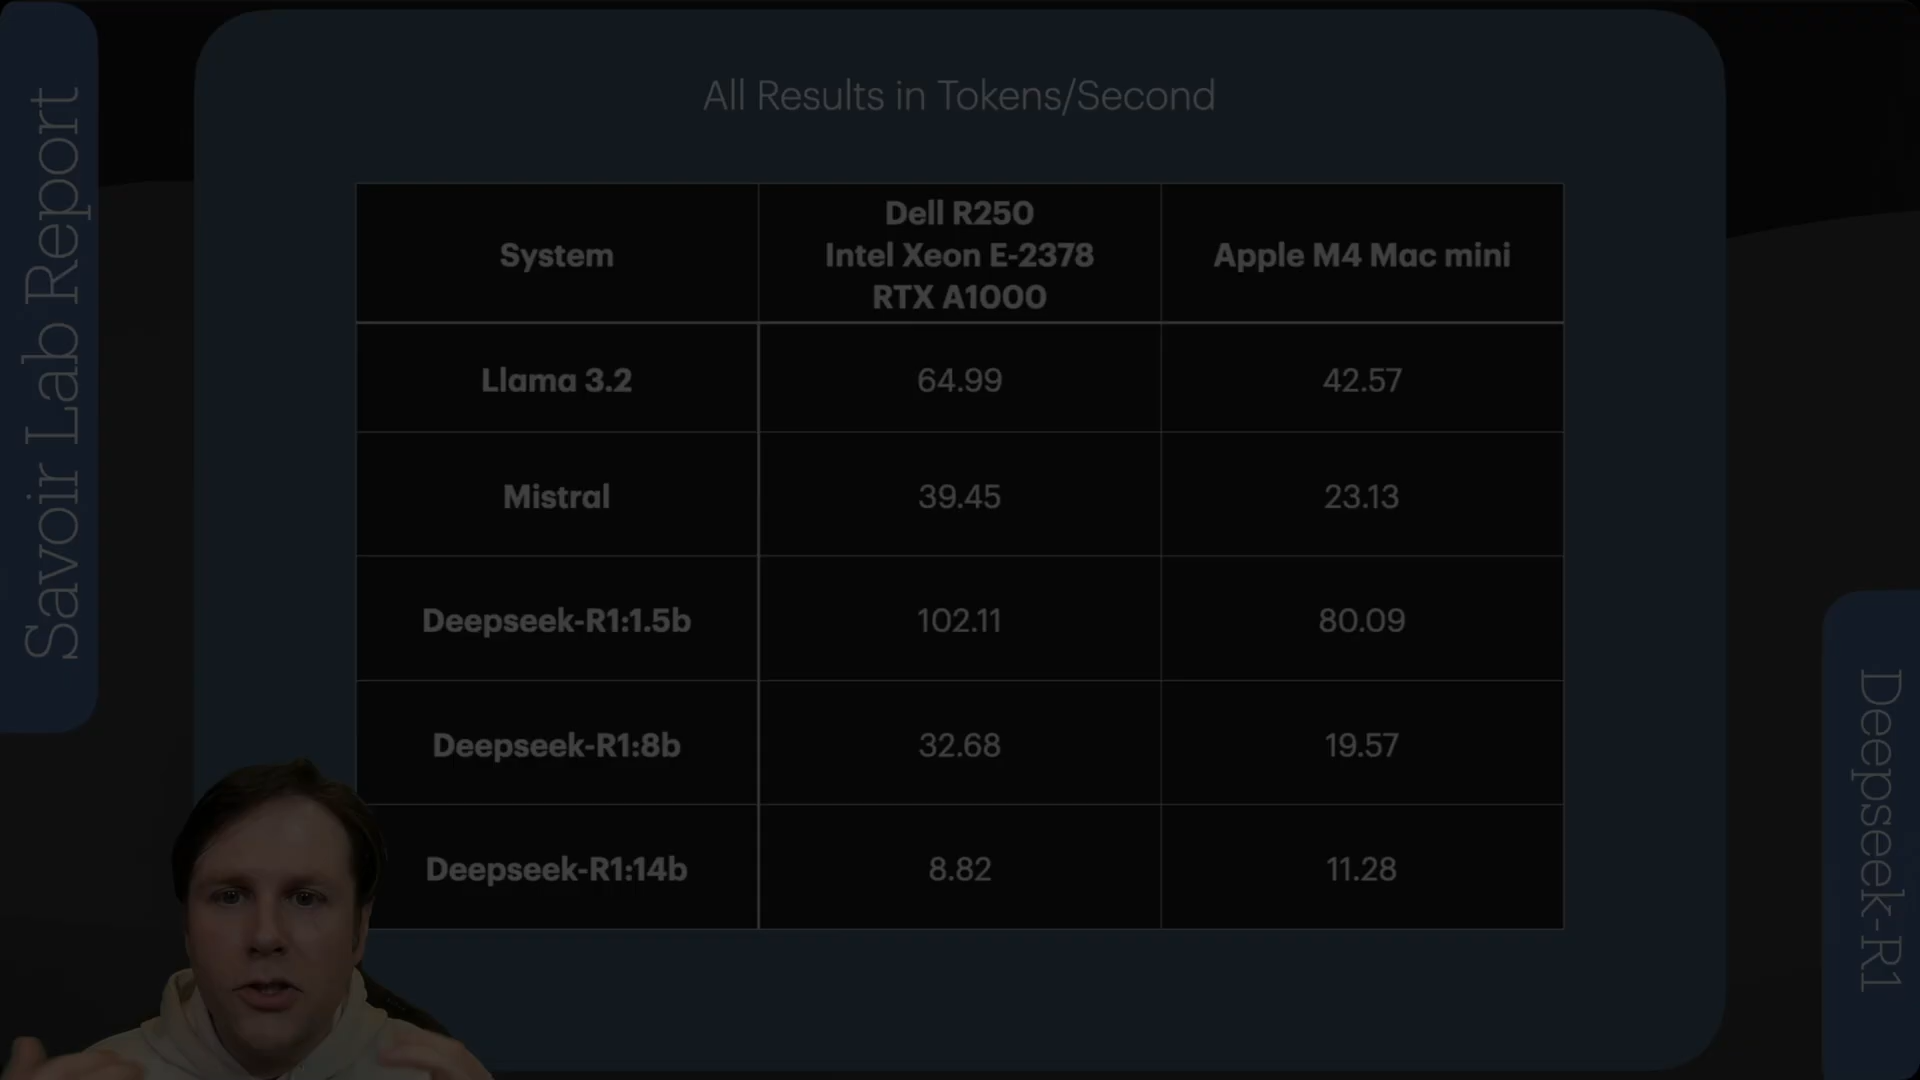 Savoir Lab Report
All Results in Tokens/Second
System
Dell R250
Intel Xeon E-2378
RTX A1000
Apple M4 Mac mini
Llama 3.2
64.99
42.57
Mistral
39.45
23.13
Deepseek-R1:1.5b
102.11
80.09
Deepseek-R1:8b
32.68
19.57
Deepseek-R1:14b
8.82
11.28
Deepseek-R1